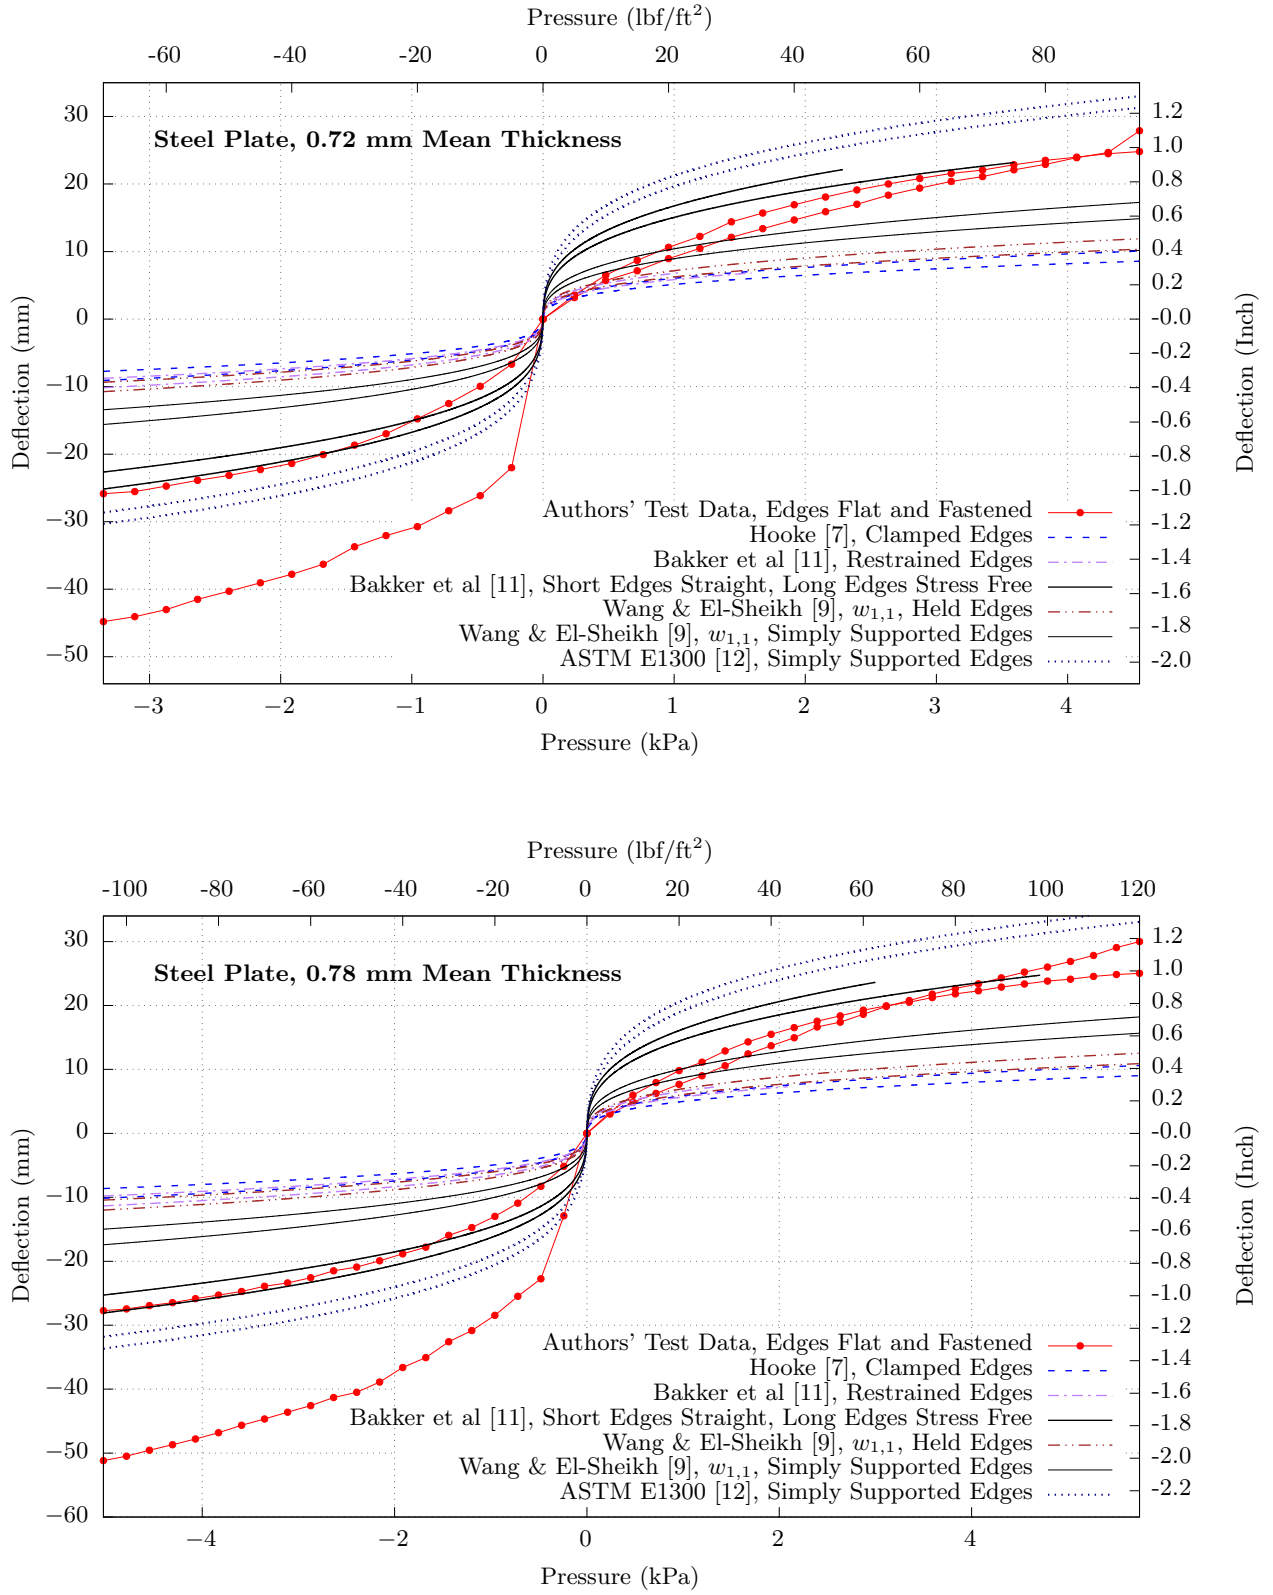 Pressure (lbf/ft²)
-60 -40 -20 0 20 40 60 80
Steel Plate, 0.72 mm Mean Thickness
30
20
10
0
−10
−20
−30
−40
−50
Deflection (mm)
1.2
1.0
0.8
0.6
0.4
0.2
-0.0
-0.2
-0.4
-0.6
-0.8
-1.0
-1.2
-1.4
-1.6
-1.8
-2.0
Deflection (Inch)
Authors' Test Data, Edges Flat and Fastened
Hooke [7], Clamped Edges
Bakker et al [11], Restrained Edges
Bakker et al [11], Short Edges Straight, Long Edges Stress Free
Wang & El-Sheikh [9], w1,1, Held Edges
Wang & El-Sheikh [9], w1,1, Simply Supported Edges
ASTM E1300 [12], Simply Supported Edges
−3 −2 −1 0 1 2 3 4
Pressure (kPa)
Pressure (lbf/ft²)
-100 -80 -60 -40 -20 0 20 40 60 80 100 120
Steel Plate, 0.78 mm Mean Thickness
30
20
10
0
−10
−20
−30
−40
−50
−60
Deflection (mm)
1.2
1.0
0.8
0.6
0.4
0.2
-0.0
-0.2
-0.4
-0.6
-0.8
-1.0
-1.2
-1.4
-1.6
-1.8
-2.0
-2.2
Deflection (Inch)
Authors' Test Data, Edges Flat and Fastened
Hooke [7], Clamped Edges
Bakker et al [11], Restrained Edges
Bakker et al [11], Short Edges Straight, Long Edges Stress Free
Wang & El-Sheikh [9], w1,1, Held Edges
Wang & El-Sheikh [9], w1,1, Simply Supported Edges
ASTM E1300 [12], Simply Supported Edges
−4 −2 0 2 4
Pressure (kPa)